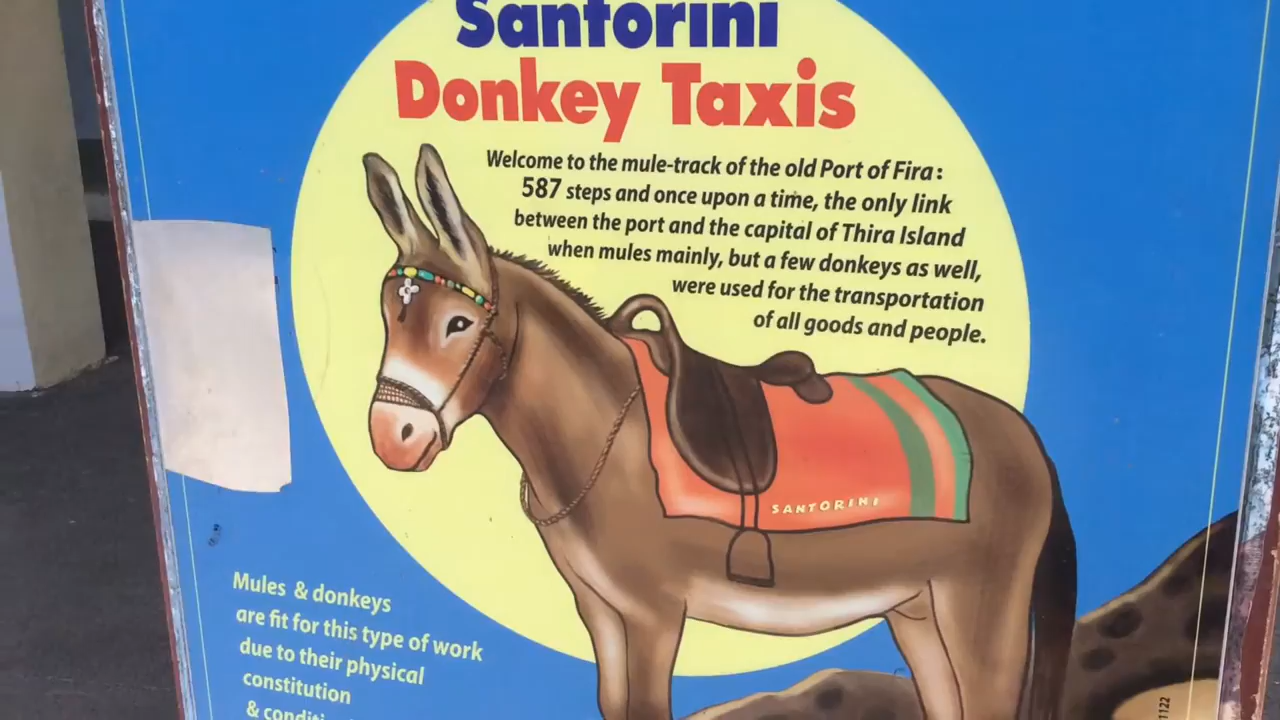 Santorini
Donkey Taxis
Welcome to the mule-track of the old Port of Fira:
587 steps and once upon a time, the only link
between the port and the capital of Thira Island
when mules mainly, but a few donkeys as well,
were used for the transportation
of all goods and people.
SANTORINI
Mules & donkeys
are fit for this type of work
due to their physical
constitution
&
1122